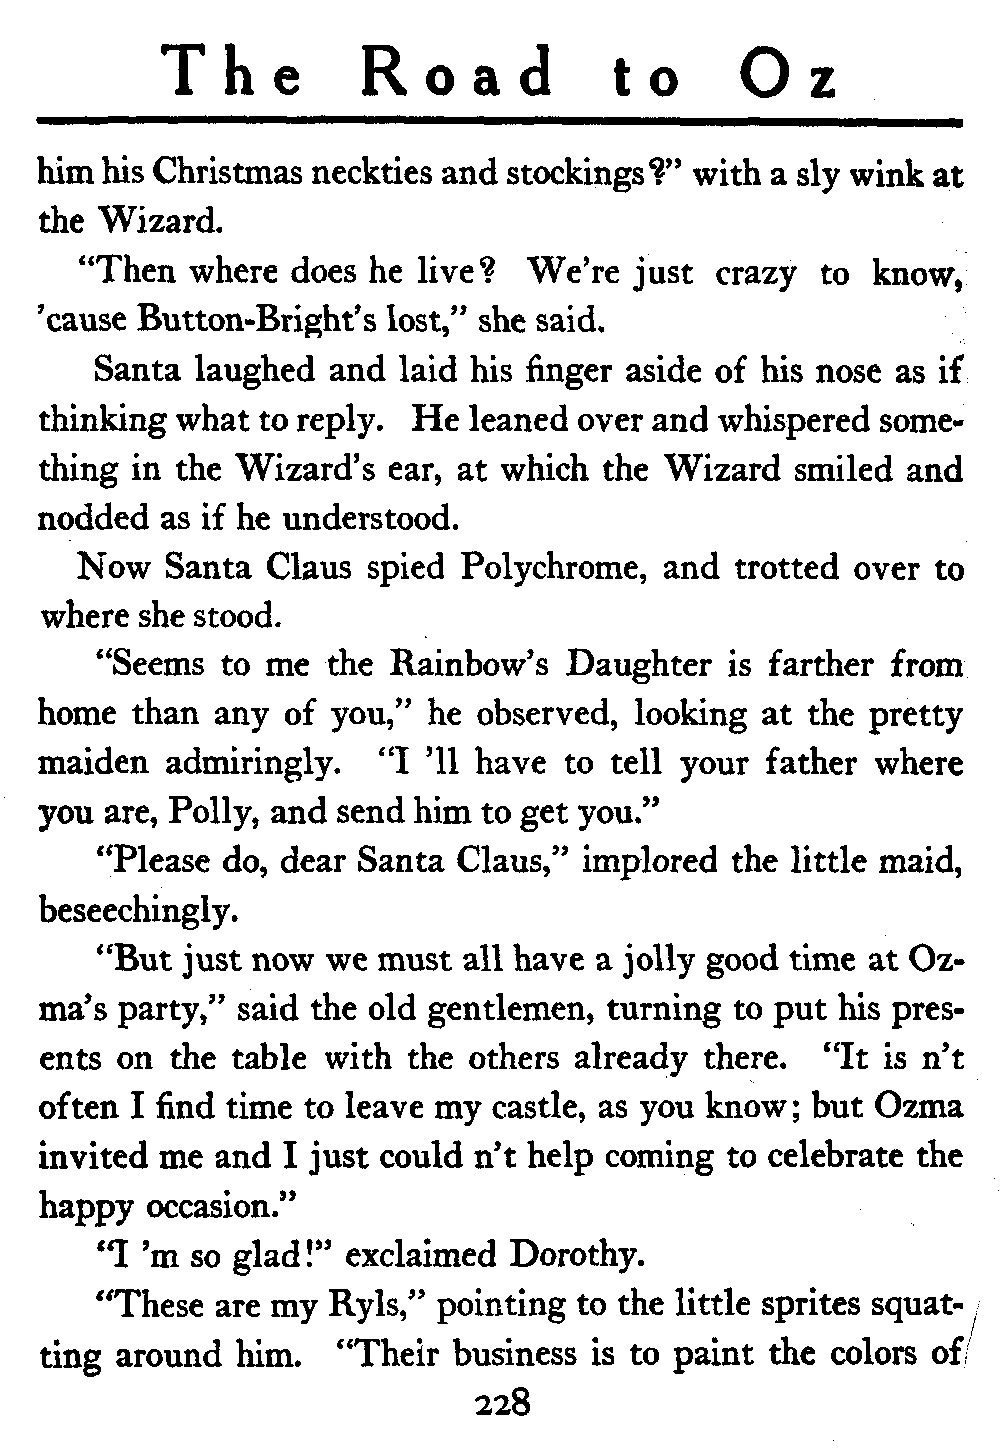 The Road to Oz
him his Christmas neckties and stockings?” with a sly wink at
the Wizard.
“Then where does he live? We’re just crazy to know,
’cause Button-Bright’s lost,” she said.
Santa laughed and laid his finger aside of his nose as if
thinking what to reply. He leaned over and whispered some-
thing in the Wizard’s ear, at which the Wizard smiled and
nodded as if he understood.
Now Santa Claus spied Polychrome, and trotted over to
where she stood.
“Seems to me the Rainbow’s Daughter is farther from
home than any of you,” he observed, looking at the pretty
maiden admiringly. “I ’ll have to tell your father where
you are, Polly, and send him to get you.”
“Please do, dear Santa Claus,” implored the little maid,
beseechingly.
“But just now we must all have a jolly good time at Oz-
ma’s party,” said the old gentlemen, turning to put his pres-
ents on the table with the others already there. “It is n’t
often I find time to leave my castle, as you know; but Ozma
invited me and I just could n’t help coming to celebrate the
happy occasion.”
“I ’m so glad!” exclaimed Dorothy.
“These are my Ryls,” pointing to the little sprites squat-
ting around him. “Their business is to paint the colors of
228